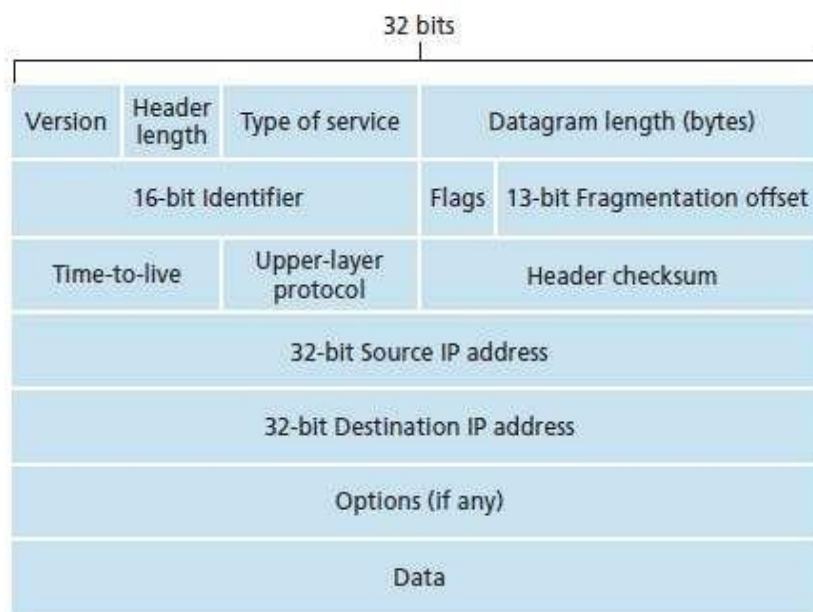 32 bits
Version
Header
length
Type of service
Datagram length (bytes)
16-bit Identifier
Flags
13-bit Fragmentation offset
Time-to-live
Upper-layer
protocol
Header checksum
32-bit Source IP address
32-bit Destination IP address
Options (if any)
Data